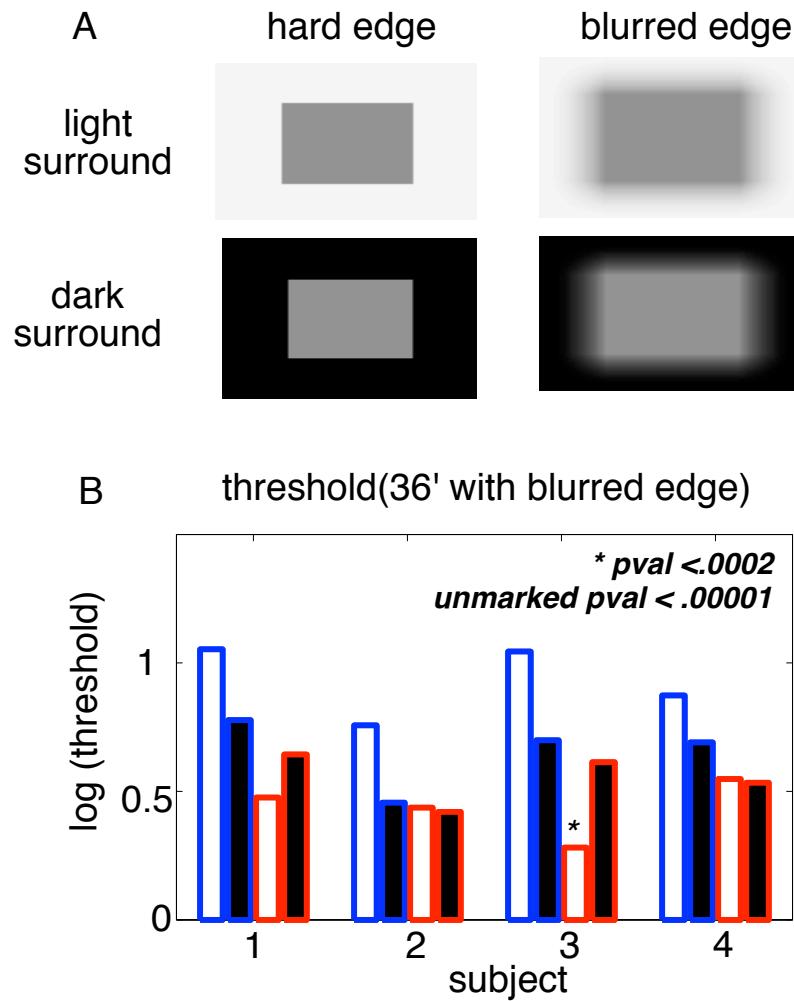 A
hard edge
blurred edge
light
surround
dark
surround
B
threshold(36' with blurred edge)
* pval <.0002
unmarked pval < .00001
log (threshold)
1
0.5
0
*
1
2
3
4
subject